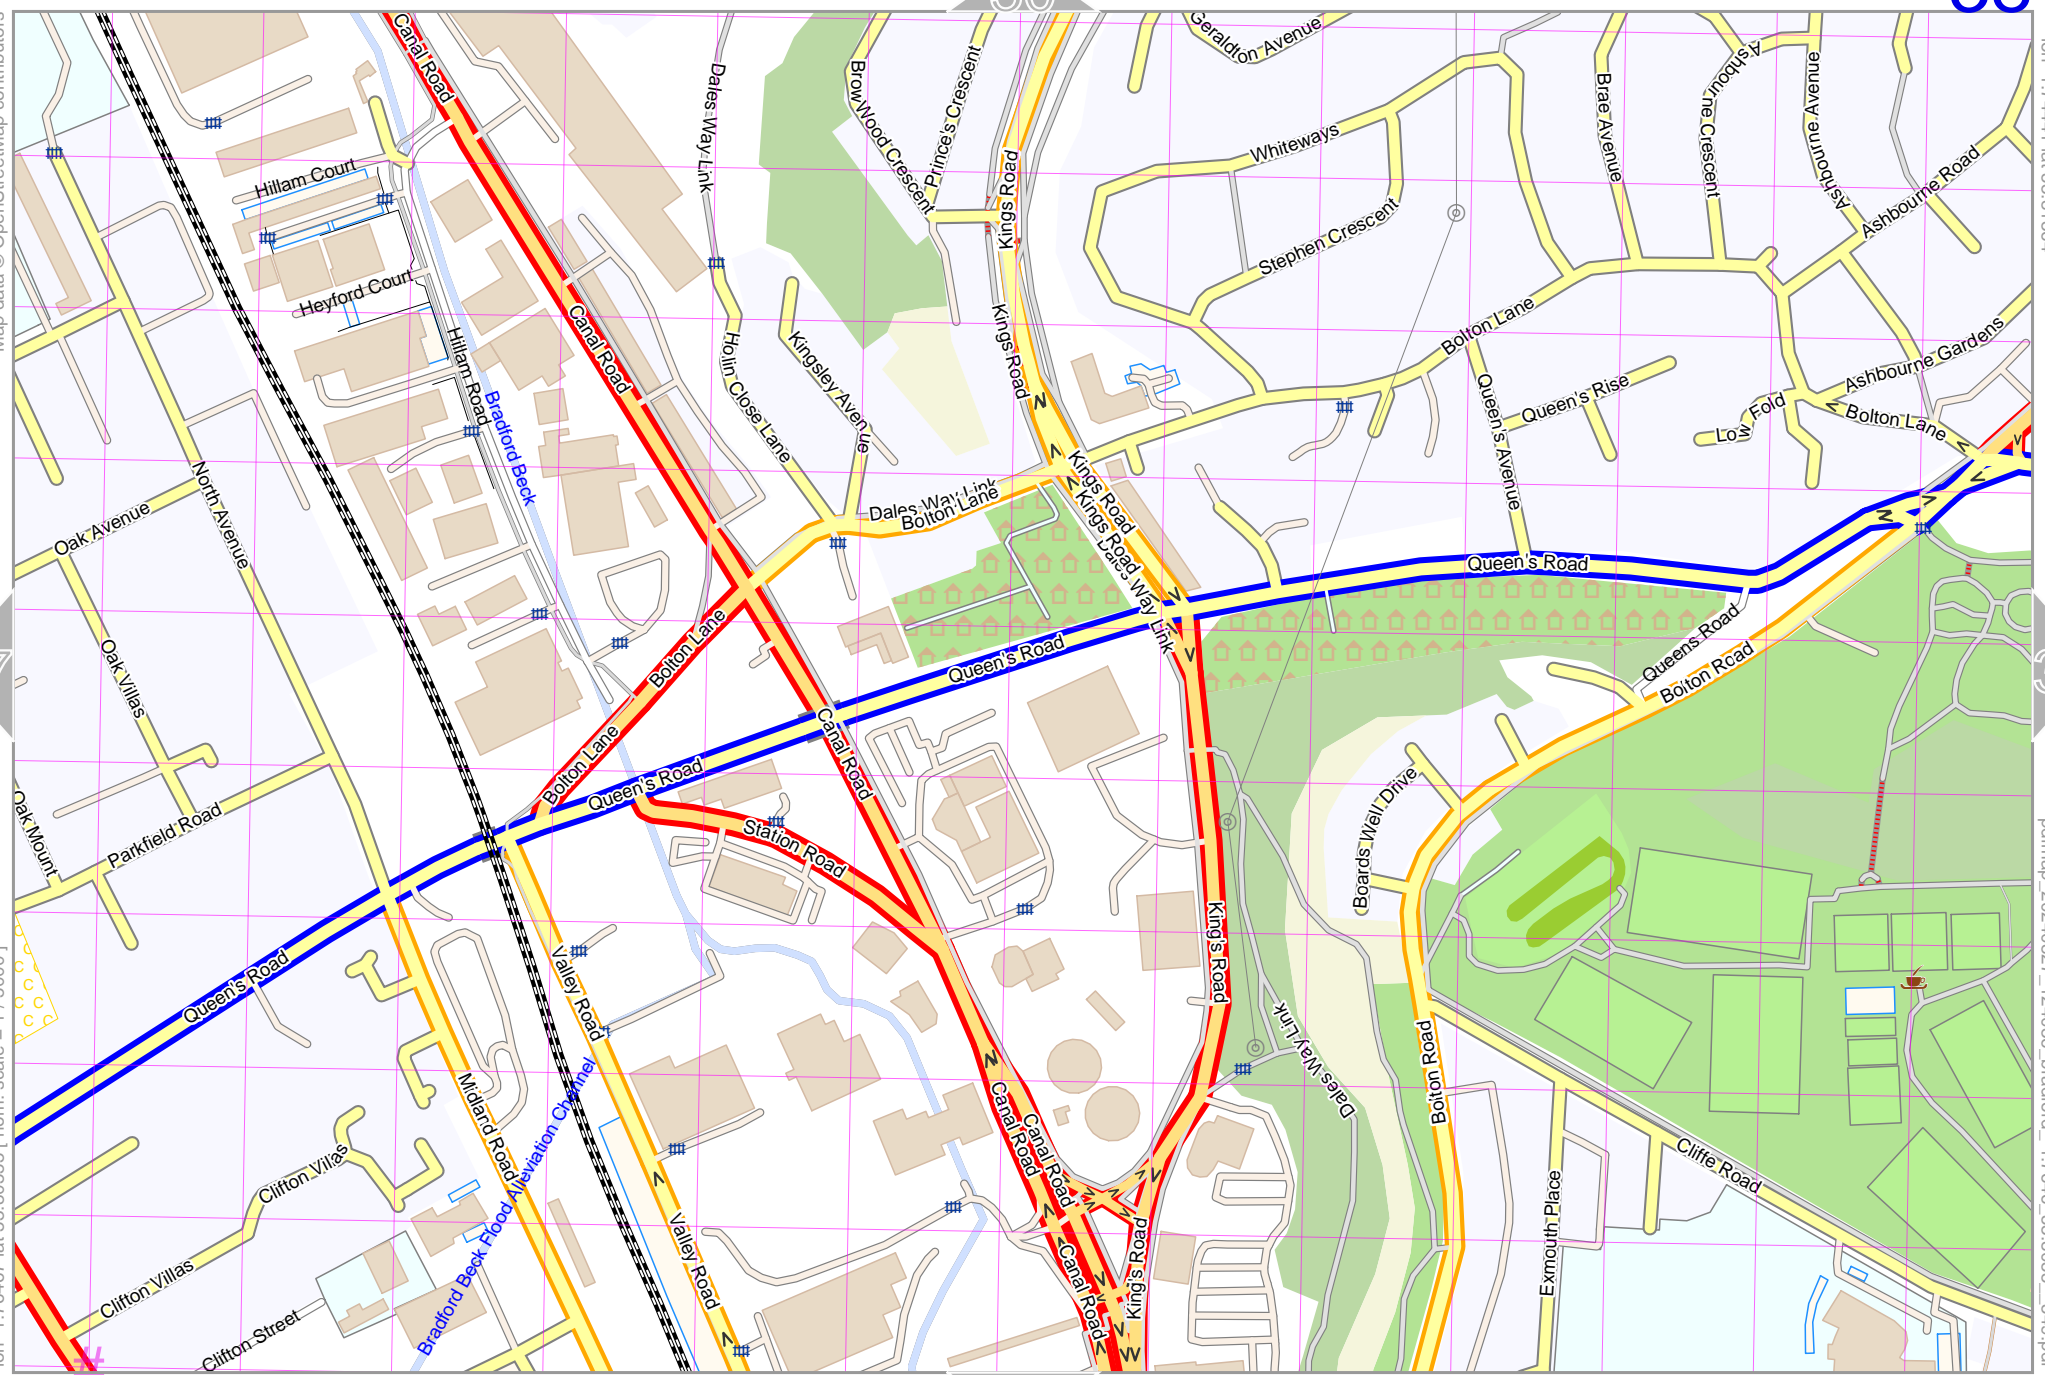 Canal Road
Dales Way Link
Brow Wood Crescent
Prince's Crescent
Kings Road
Geraldton Avenue
Whiteways
Stephen Crescent
Brae Avenue
Ashbourne Crescent
Ashbourne Avenue
Ashbourne Road
Hillam Court
Heyford Court
Hillam Road
Bradford Beck
Canal Road
Holin Close Lane
Kingsley Avenue
Kings Road
Bolton Lane
Queen's Avenue
Queen's Rise
Low Fold
Ashbourne Gardens
Bolton Lane
North Avenue
Oak Avenue
Dales Way Link
Bolton Lane
Kings Road
Kings Road
Dales Way Link
Queen's Road
Oak Villas
Bolton Lane
Queen's Road
Queens Road
Bolton Road
Bolton Lane
Queen's Road
Canal Road
Oak Mount
Parkfield Road
Station Road
Boards Well Drive
Queen's Road
Valley Road
King's Road
Dales Way Link
Bolton Road
Midland Road
Bradford Beck Flood Alleviation Channel
Canal Road
Canal Road
Clifton Villas
Cliffe Road
Exmouth Place
Valley Road
Canal Road
King's Road
Clifton Villas
Clifton Street